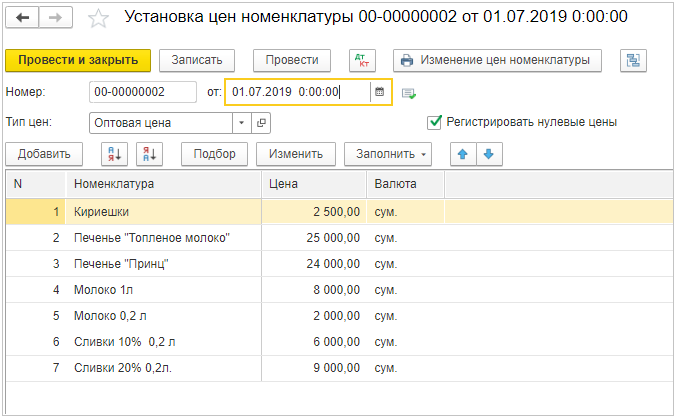 Установка цен номенклатуры 00-00000002 от 01.07.2019 0:00:00
Провести и закрыть Записать Провести Дт Кт Изменение цен номенклатуры
Номер: 00-00000002 от: 01.07.2019 0:00:00
Тип цен: Оптовая цена Регистрировать нулевые цены
Добавить А Я Я А Подбор Изменить Заполнить
N Номенклатура Цена Валюта
1 Кириешки 2 500,00 сум.
2 Печенье "Топленое молоко" 25 000,00 сум.
3 Печенье "Принц" 24 000,00 сум.
4 Молоко 1л 8 000,00 сум.
5 Молоко 0,2 л 2 000,00 сум.
6 Сливки 10% 0,2 л 6 000,00 сум.
7 Сливки 20% 0,2л. 9 000,00 сум.